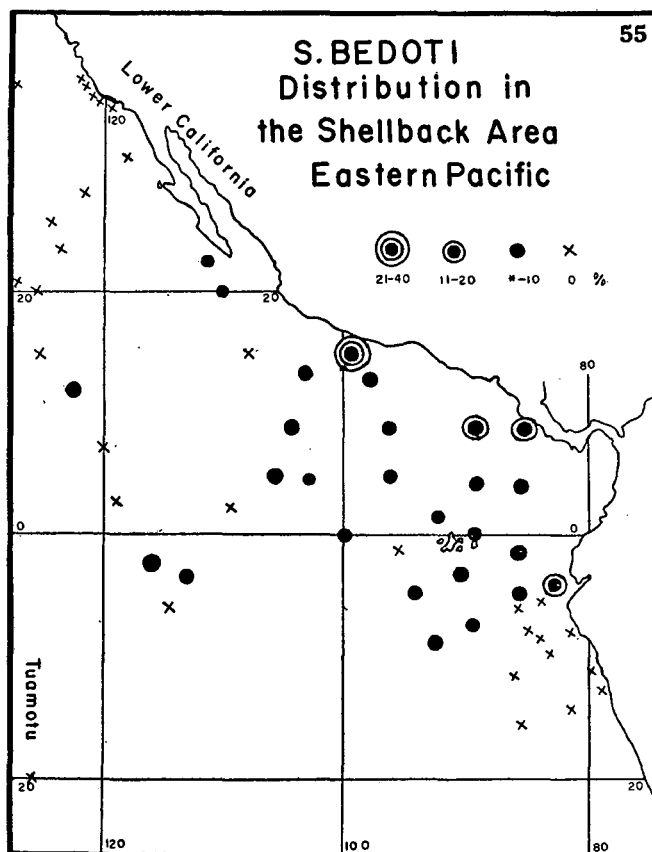 55
S. BEDOTI
Distribution in
the Shellback Area
Eastern Pacific
Lower California
120
21-40 11-20 *-10 0 %
20 20
80
0 0
Tuamotu
20 20
120 100 80